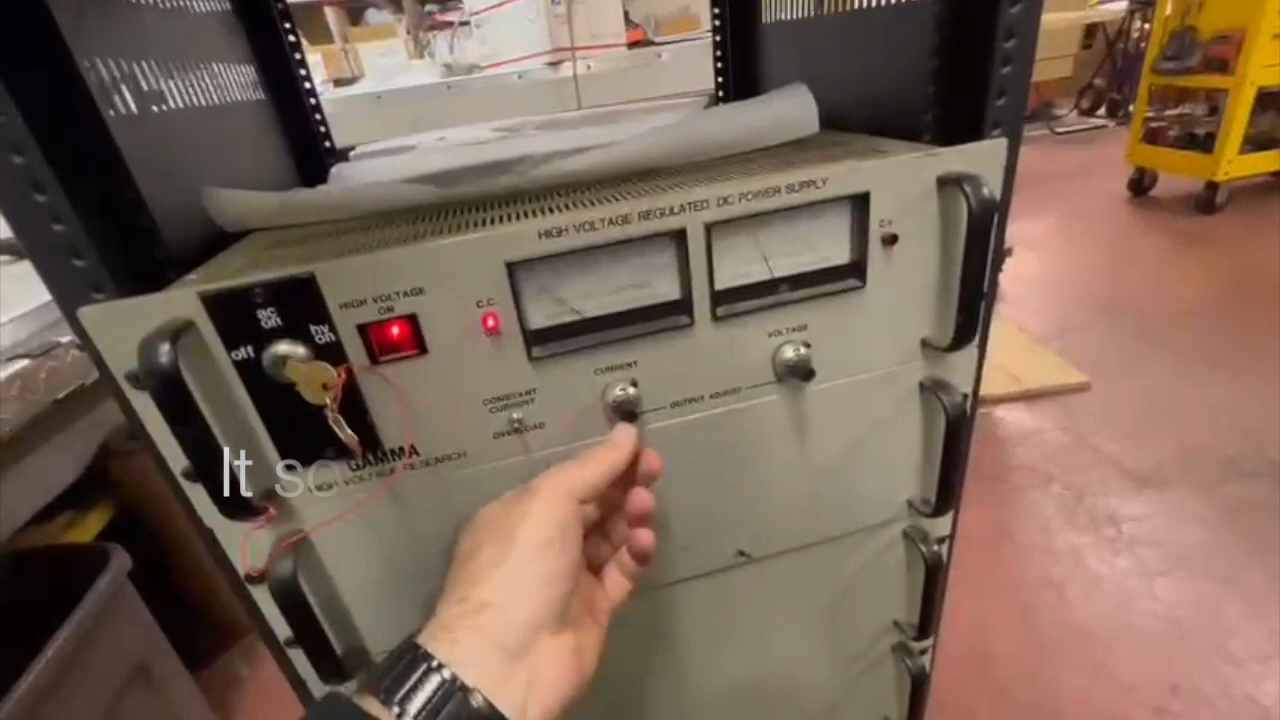 HIGH VOLTAGE REGULATED DC POWER SUPPLY
C.V.
ac
on
off
hv
on
HIGH VOLTAGE
ON
C.C.
CONSTANT
CURRENT
OVERLOAD
CURRENT
OUTPUT ADJUST
VOLTAGE
GAMMA
HIGH VOLTAGE RESEARCH
It so